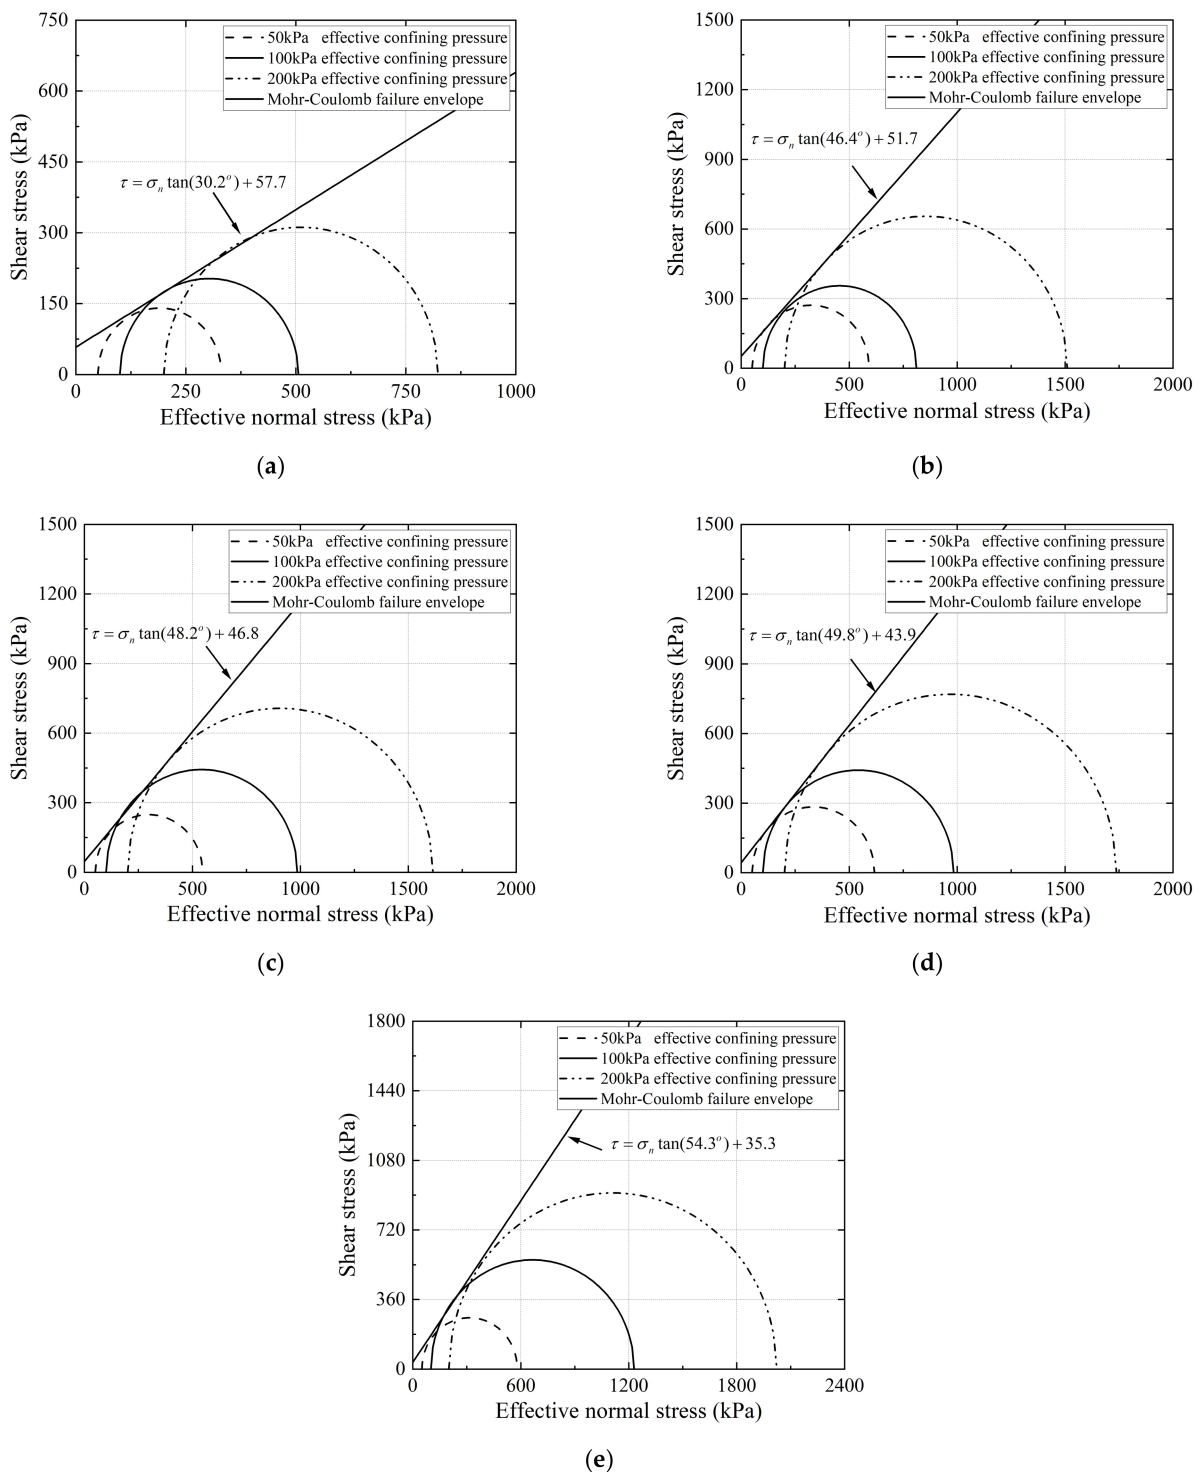 750
600
450
300
150
0
Shear stress (kPa)
50kPa effective confining pressure
100kPa effective confining pressure
200kPa effective confining pressure
Mohr-Coulomb failure envelope
τ = σₙ tan(30.2°) + 57.7
0 250 500 750 1000
Effective normal stress (kPa)
(a)
1500
1200
900
600
300
0
Shear stress (kPa)
50kPa effective confining pressure
100kPa effective confining pressure
200kPa effective confining pressure
Mohr-Coulomb failure envelope
τ = σₙ tan(46.4°) + 51.7
0 500 1000 1500 2000
Effective normal stress (kPa)
(b)
1500
1200
900
600
300
0
Shear stress (kPa)
50kPa effective confining pressure
100kPa effective confining pressure
200kPa effective confining pressure
Mohr-Coulomb failure envelope
τ = σₙ tan(48.2°) + 46.8
0 500 1000 1500 2000
Effective normal stress (kPa)
(c)
1500
1200
900
600
300
0
Shear stress (kPa)
50kPa effective confining pressure
100kPa effective confining pressure
200kPa effective confining pressure
Mohr-Coulomb failure envelope
τ = σₙ tan(49.8°) + 43.9
0 500 1000 1500 2000
Effective normal stress (kPa)
(d)
1800
1440
1080
720
360
0
Shear stress (kPa)
50kPa effective confining pressure
100kPa effective confining pressure
200kPa effective confining pressure
Mohr-Coulomb failure envelope
τ = σₙ tan(54.3°) + 35.3
0 600 1200 1800 2400
Effective normal stress (kPa)
(e)